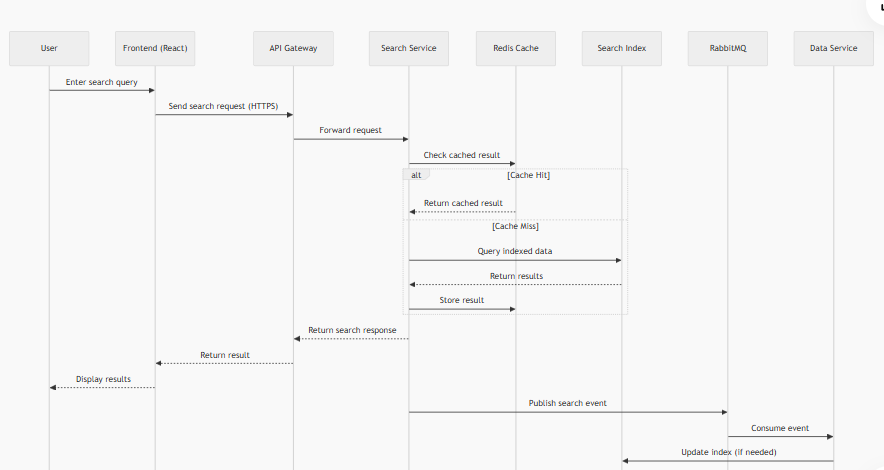 User
Frontend (React)
API Gateway
Search Service
Redis Cache
Search Index
RabbitMQ
Data Service
Enter search query
Send search request (HTTPS)
Forward request
Check cached result
alt
[Cache Hit]
Return cached result
[Cache Miss]
Query indexed data
Return results
Store result
Return search response
Return result
Display results
Publish search event
Consume event
Update index (if needed)